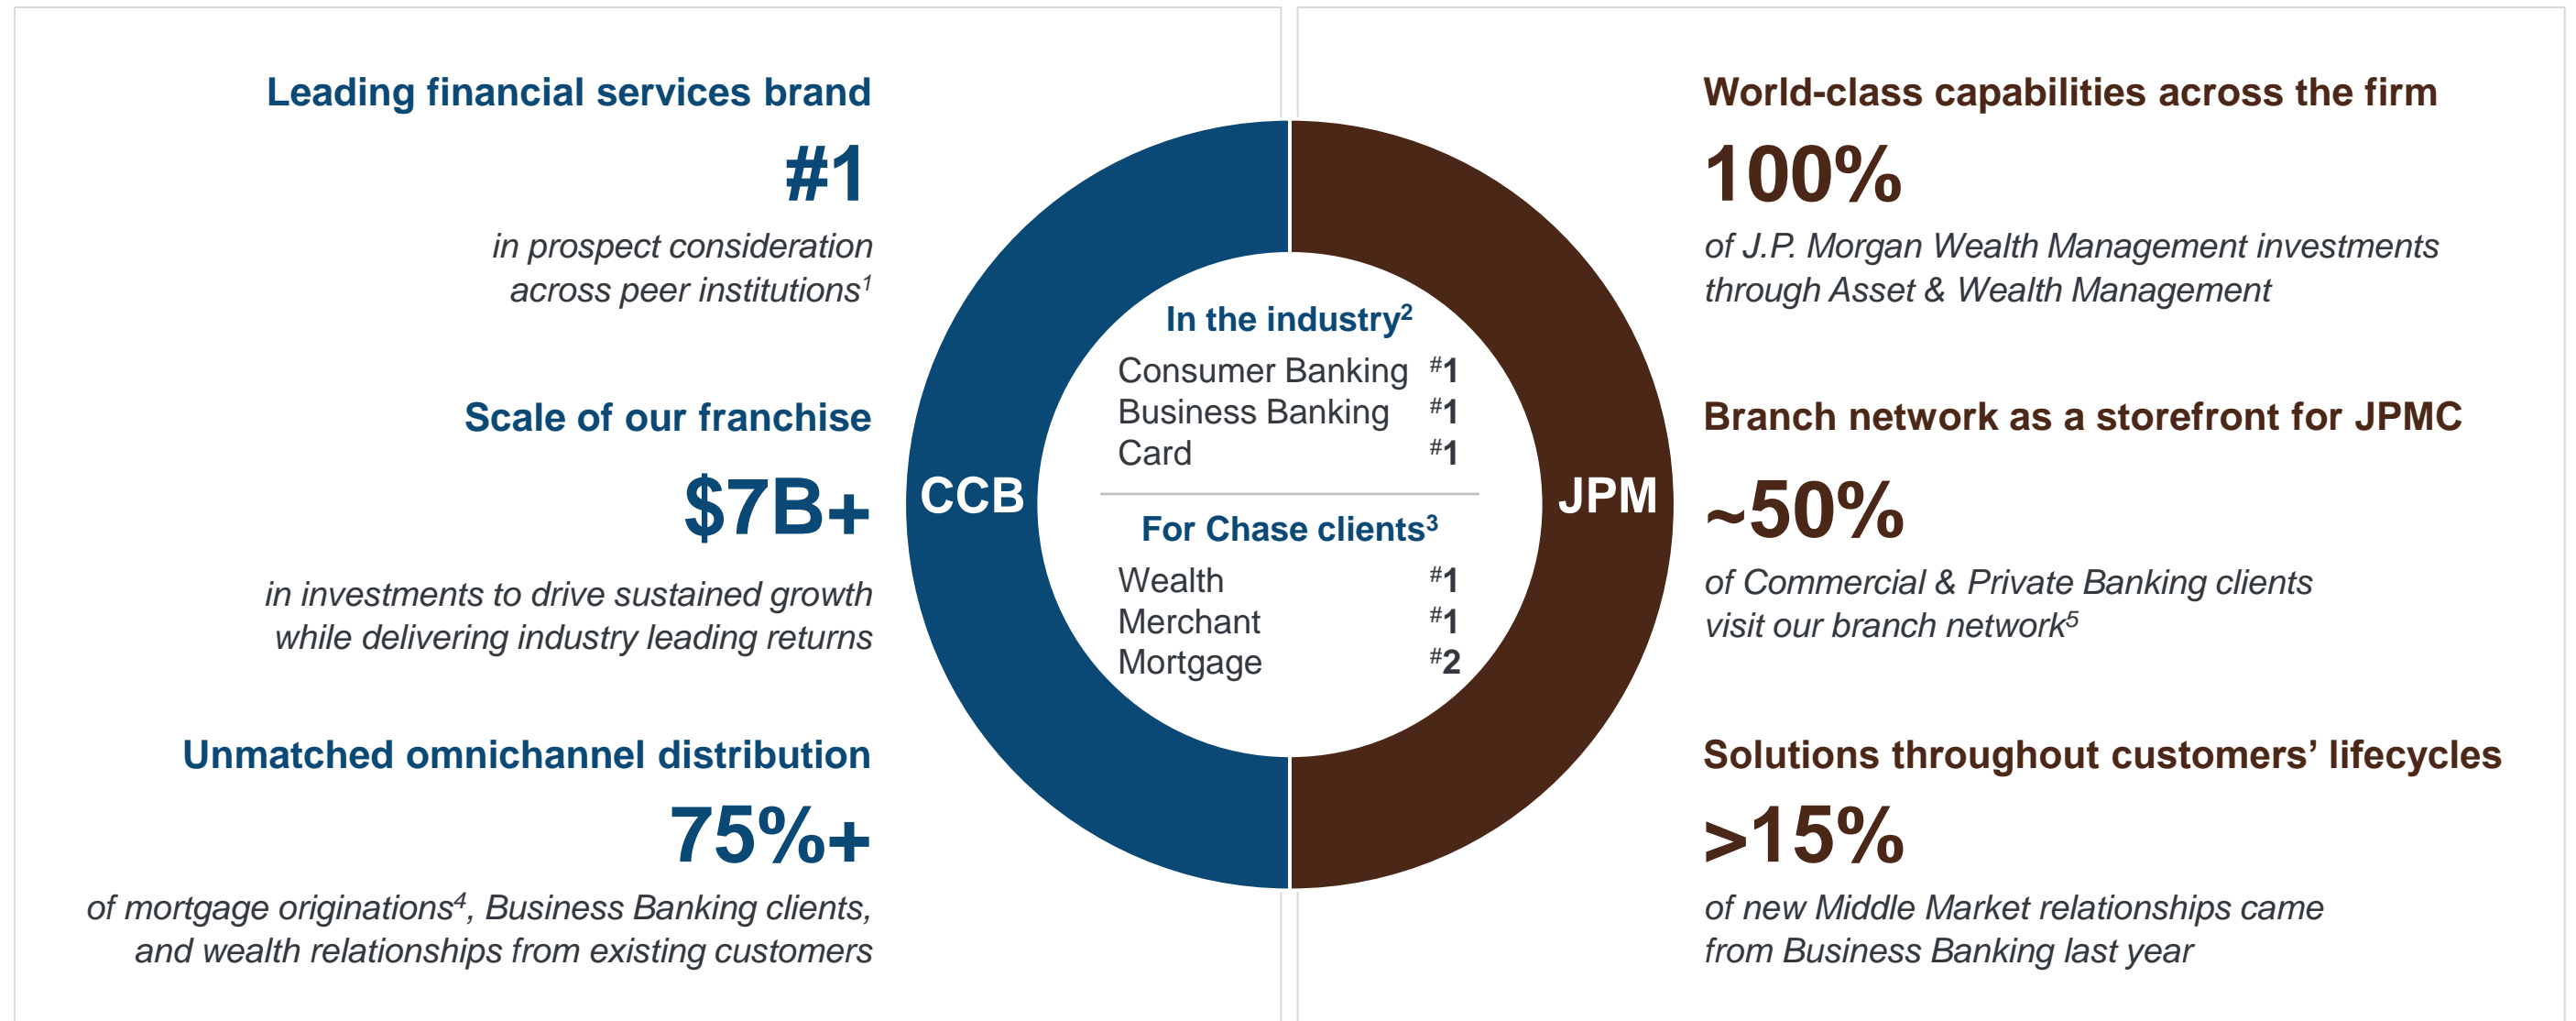 Leading financial services brand
#1
in prospect consideration
across peer institutions¹
Scale of our franchise
$7B+
in investments to drive sustained growth
while delivering industry leading returns
Unmatched omnichannel distribution
75%+
of mortgage originations⁴, Business Banking clients,
and wealth relationships from existing customers
CCB
In the industry²
Consumer Banking #1
Business Banking #1
Card #1
For Chase clients³
Wealth #1
Merchant #1
Mortgage #2
JPM
World-class capabilities across the firm
100%
of J.P. Morgan Wealth Management investments
through Asset & Wealth Management
Branch network as a storefront for JPMC
~50%
of Commercial & Private Banking clients
visit our branch network⁵
Solutions throughout customers’ lifecycles
>15%
of new Middle Market relationships came
from Business Banking last year